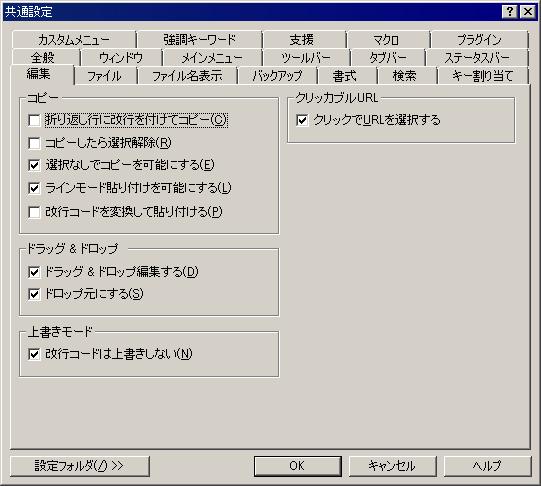 共通設定
カスタムメニュー 強調キーワード 支援 マクロ プラグイン
全般 ウィンドウ メインメニュー ツールバー タブバー ステータスバー
編集 ファイル ファイル名表示 バックアップ 書式 検索 キー割り当て
コピー
折り返し行に改行を付けてコピー(C)
コピーしたら選択解除(R)
選択なしでコピーを可能にする(E)
ラインモード貼り付けを可能にする(L)
改行コードを変換して貼り付ける(P)
ドラッグ & ドロップ
ドラッグ & ドロップ編集する(D)
ドロップ元にする(S)
上書きモード
改行コードは上書きしない(N)
クリッカブルURL
クリックでURLを選択する
設定フォルダ(/) >> OK キャンセル ヘルプ